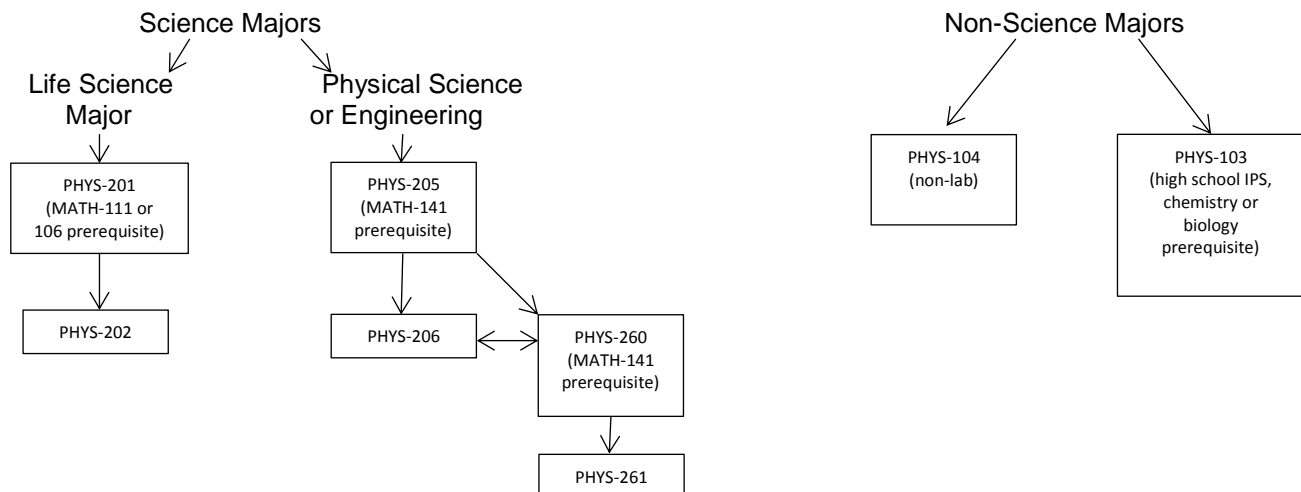 Science Majors
Non-Science Majors
Life Science
Major
Physical Science
or Engineering
PHYS-201
(MATH-111 or
106 prerequisite)
PHYS-205
(MATH-141
prerequisite)
PHYS-104
(non-lab)
PHYS-103
(high school IPS,
chemistry or
biology
prerequisite)
PHYS-202
PHYS-206
PHYS-260
(MATH-141
prerequisite)
PHYS-261